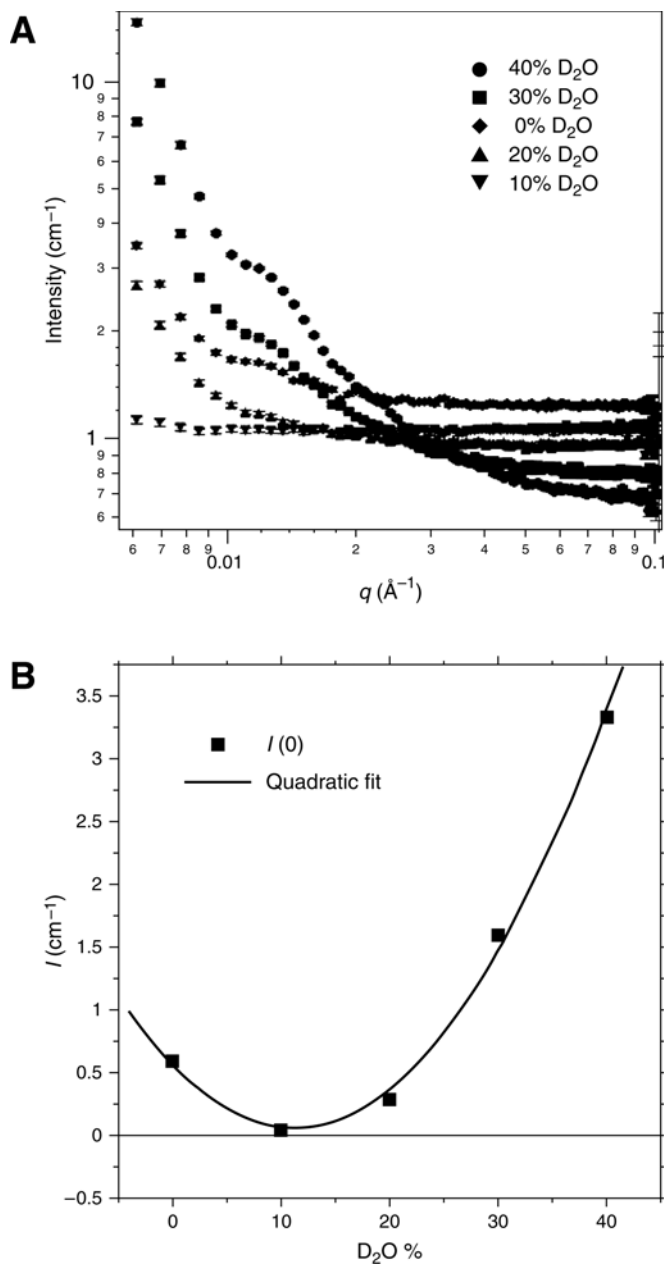 A
10
9
8
7
6
5
9
3
2
1
9
8
7
6
Intensity (cm⁻¹)
40% D₂O
30% D₂O
0% D₂O
20% D₂O
10% D₂O
6 7 8 9 0.01 2 3 4 5 6 7 8 9 0.1
q (Å⁻¹)
B
3.5
3
2.5
2
1.5
1
0.5
0
−0.5
I (cm⁻¹)
I (0)
Quadratic fit
0 10 20 30 40
D₂O %